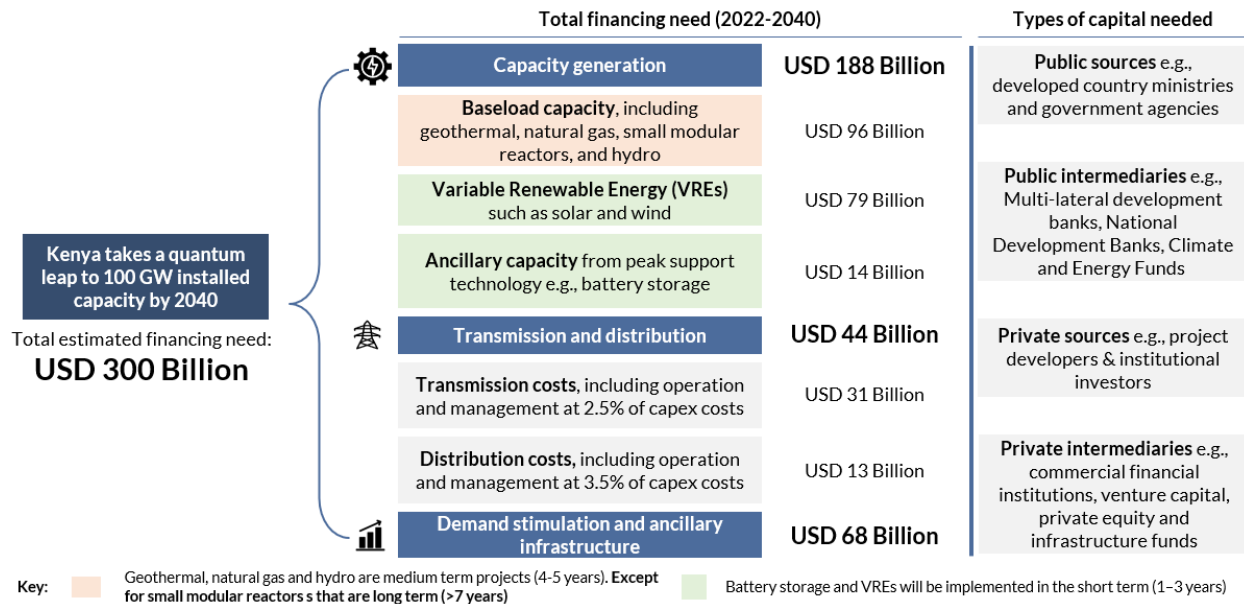 Total financing need (2022-2040)
Types of capital needed
Capacity generation
USD 188 Billion
Baseload capacity, including
geothermal, natural gas, small modular
reactors, and hydro
USD 96 Billion
Variable Renewable Energy (VREs)
such as solar and wind
USD 79 Billion
Ancillary capacity from peak support
technology e.g., battery storage
USD 14 Billion
Kenya takes a quantum
leap to 100 GW installed
capacity by 2040
Total estimated financing need:
USD 300 Billion
Transmission and distribution
USD 44 Billion
Transmission costs, including operation
and management at 2.5% of capex costs
USD 31 Billion
Distribution costs, including operation
and management at 3.5% of capex costs
USD 13 Billion
Demand stimulation and ancillary
infrastructure
USD 68 Billion
Public sources e.g.,
developed country ministries
and government agencies
Public intermediaries e.g.,
Multi-lateral development
banks, National
Development Banks, Climate
and Energy Funds
Private sources e.g., project
developers & institutional
investors
Private intermediaries e.g.,
commercial financial
institutions, venture capital,
private equity and
infrastructure funds
Key:
Geothermal, natural gas and hydro are medium term projects (4-5 years). Except
for small modular reactors s that are long term (>7 years)
Battery storage and VREs will be implemented in the short term (1–3 years)